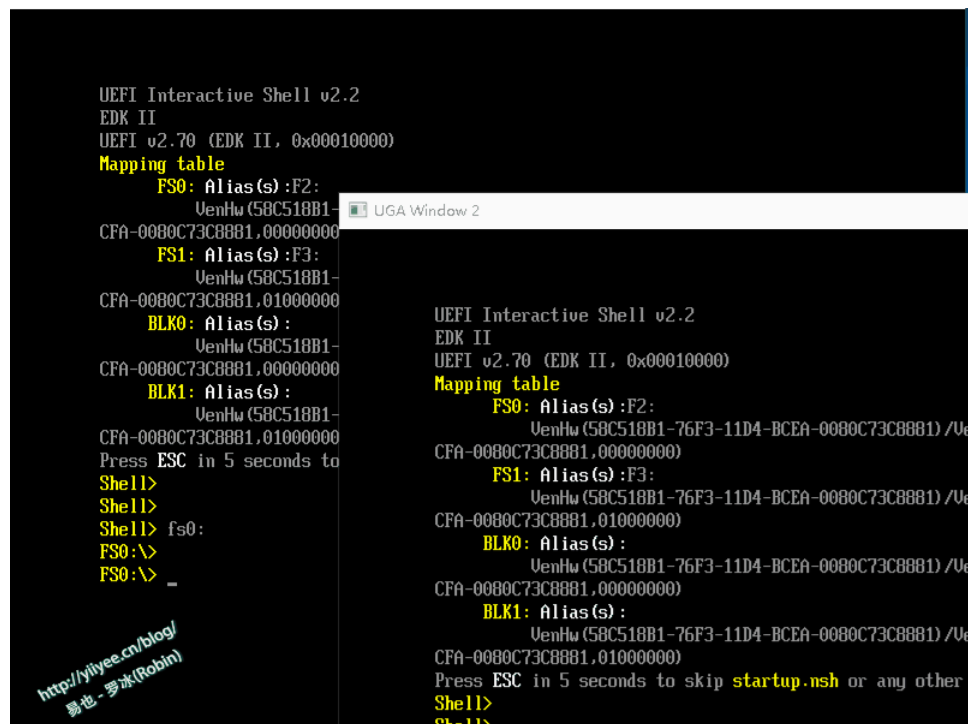 UEFI Interactive Shell v2.2
EDK II
UEFI v2.70 (EDK II, 0x00010000)
Mapping table
FS0: Alias(s):F2:
VenHw(58C518B1-
CFA-0080C73C8881,00000000
FS1: Alias(s):F3:
VenHw(58C518B1-
CFA-0080C73C8881,01000000
BLK0: Alias(s):
VenHw(58C518B1-
CFA-0080C73C8881,00000000
BLK1: Alias(s):
VenHw(58C518B1-
CFA-0080C73C8881,01000000
Press ESC in 5 seconds to
Shell>
Shell>
Shell> fs0:
FS0:\>
FS0:\> _
http://yiiyee.cn/blog/
易也 - 罗冰(Robin)
UGA Window 2
UEFI Interactive Shell v2.2
EDK II
UEFI v2.70 (EDK II, 0x00010000)
Mapping table
FS0: Alias(s):F2:
VenHw(58C518B1-76F3-11D4-BCEA-0080C73C8881)/Ve
CFA-0080C73C8881,00000000)
FS1: Alias(s):F3:
VenHw(58C518B1-76F3-11D4-BCEA-0080C73C8881)/Ve
CFA-0080C73C8881,01000000)
BLK0: Alias(s):
VenHw(58C518B1-76F3-11D4-BCEA-0080C73C8881)/Ve
CFA-0080C73C8881,00000000)
BLK1: Alias(s):
VenHw(58C518B1-76F3-11D4-BCEA-0080C73C8881)/Ve
CFA-0080C73C8881,01000000)
Press ESC in 5 seconds to skip startup.nsh or any other
Shell>
Shell>